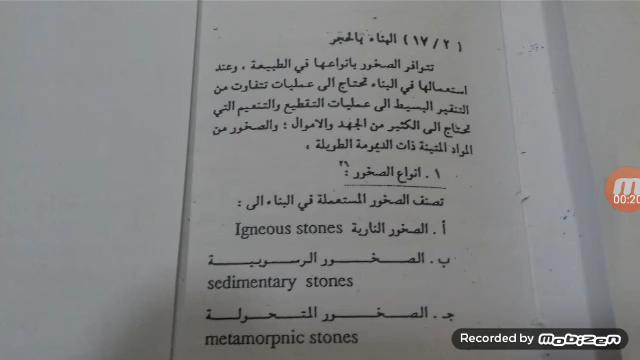 (١٧/٢) البناء بالحجر
تتوافر الصخور بانواعها في الطبيعة ، وعند
استعمالها في البناء تحتاج الى عمليات تتفاوت من
التنقير البسيط الى عمليات التقطيع والتنعيم التي
تحتاج الى الكثير من الجهد والاموال ؛ والصخور من
المواد المتينة ذات الديمومة الطويلة ،
١ . انواع الصخور : ٢٦
تصنف الصخور المستعملة في البناء الى :
أ . الصخور النارية Igneous stones
ب . الصخور الرسوبية
sedimentary stones
جـ . الصخور المتحولة
metamorpnic stones
00:20
Recorded by mobizen